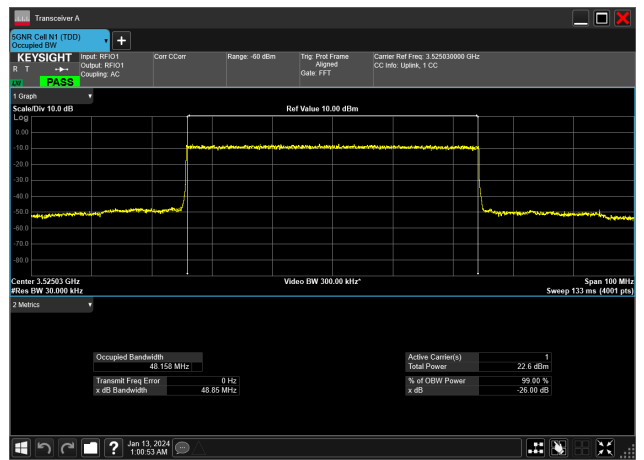 Transceiver A
5GNR Cell N1 (TDD)
Occupied BW
KEYSIGHT
R T
LNI
PASS
Input: RFIO1
Output: RFIO1
Coupling: AC
Corr CCorr
Range: -60 dBm
Trig: Prot Frame
Aligned
Gate: FFT
Carrier Ref Freq: 3.525030000 GHz
CC Info: Uplink, 1 CC
1 Graph
Scale/Div 10.0 dB
Ref Value 10.00 dBm
Log
0.00
-10.0
-20.0
-30.0
-40.0
-50.0
-60.0
-70.0
-80.0
Center 3.52503 GHz
Video BW 300.00 kHz*
Span 100 MHz
#Res BW 30.000 kHz
Sweep 133 ms (4001 pts)
2 Metrics
Occupied Bandwidth
48.158 MHz
Transmit Freq Error 0 Hz
x dB Bandwidth 48.85 MHz
Active Carrier(s) 1
Total Power 22.6 dBm
% of OBW Power 99.00 %
x dB -26.00 dB
Jan 13, 2024
1:00:53 AM